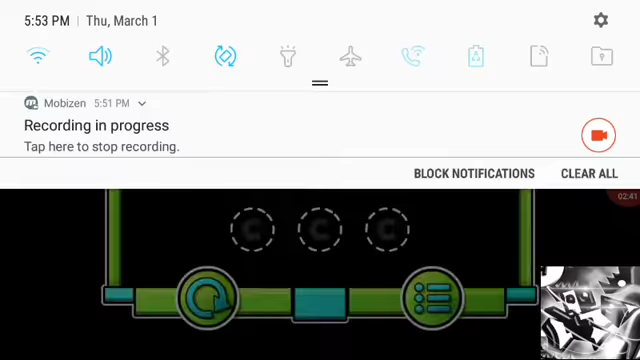 5:53 PM | Thu, March 1
Mobizen 5:51 PM
Recording in progress
Tap here to stop recording.
BLOCK NOTIFICATIONS CLEAR ALL
02:41
C C C